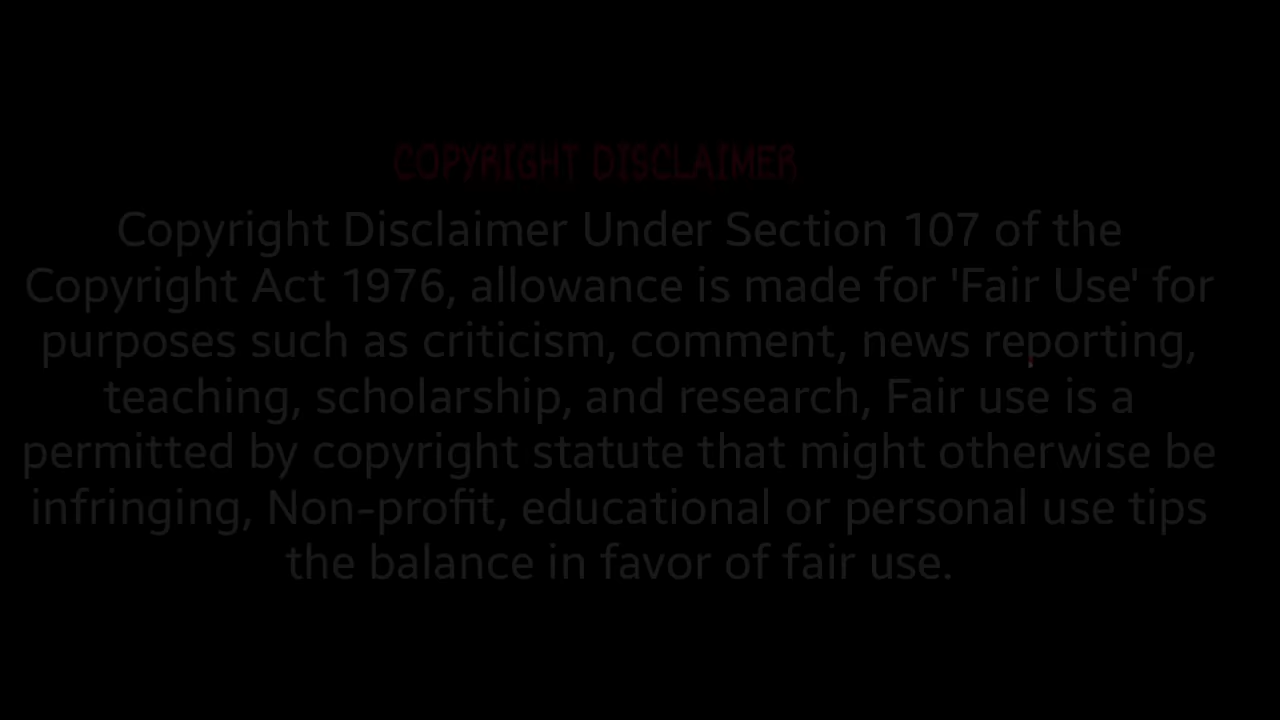 COPYRIGHT DISCLAIMER
Copyright Disclaimer Under Section 107 of the
Copyright Act 1976, allowance is made for 'Fair Use' for
purposes such as criticism, comment, news reporting,
teaching, scholarship, and research, Fair use is a
permitted by copyright statute that might otherwise be
infringing, Non-profit, educational or personal use tips
the balance in favor of fair use.